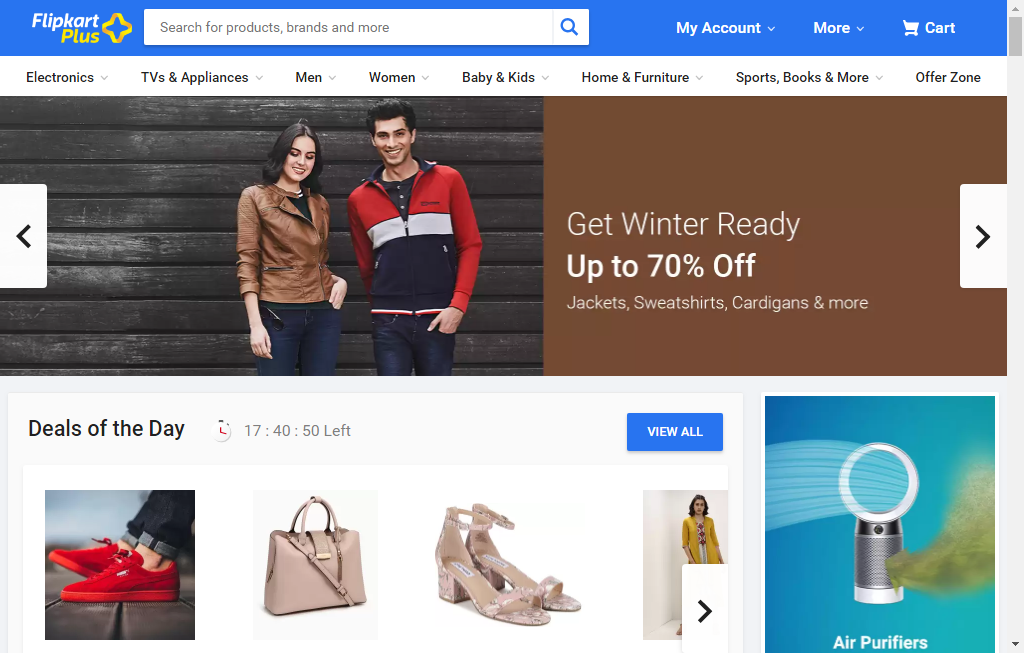 Flipkart
Plus
Search for products, brands and more
My Account
More
Cart
Electronics
TVs & Appliances
Men
Women
Baby & Kids
Home & Furniture
Sports, Books & More
Offer Zone
Get Winter Ready
Up to 70% Off
Jackets, Sweatshirts, Cardigans & more
Deals of the Day
17 : 40 : 50 Left
VIEW ALL
Air Purifiers